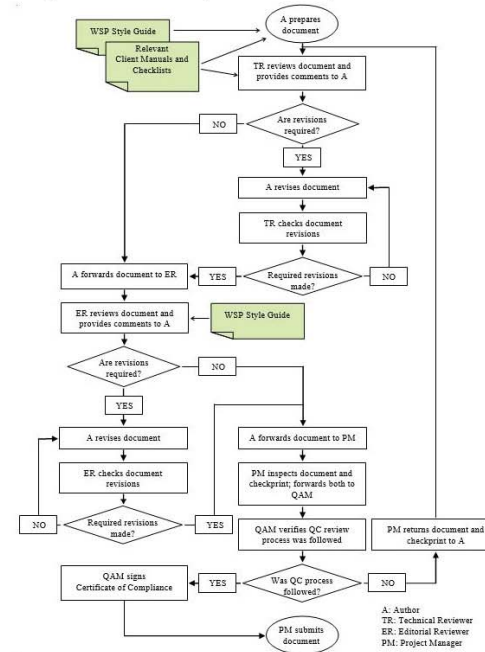 A prepares
document
WSP Style Guide
Relevant
Client Manuals and
Checklists
TR reviews document and
provides comments to A
Are revisions
required?
NO
YES
A revises document
TR checks document
revisions
Required revisions
made?
YES
NO
A forwards document to ER
ER reviews document and
provides comments to A
WSP Style Guide
Are revisions
required?
NO
YES
A revises document
ER checks document
revisions
Required revisions
made?
NO
YES
A forwards document to PM
PM inspects document and
checkprint; forwards both to
QAM
QAM verifies QC review
process was followed
PM returns document and
checkprint to A
Was QC process
followed?
YES
NO
QAM signs
Certificate of Compliance
PM submits
document
A: Author
TR: Technical Reviewer
ER: Editorial Reviewer
PM: Project Manager